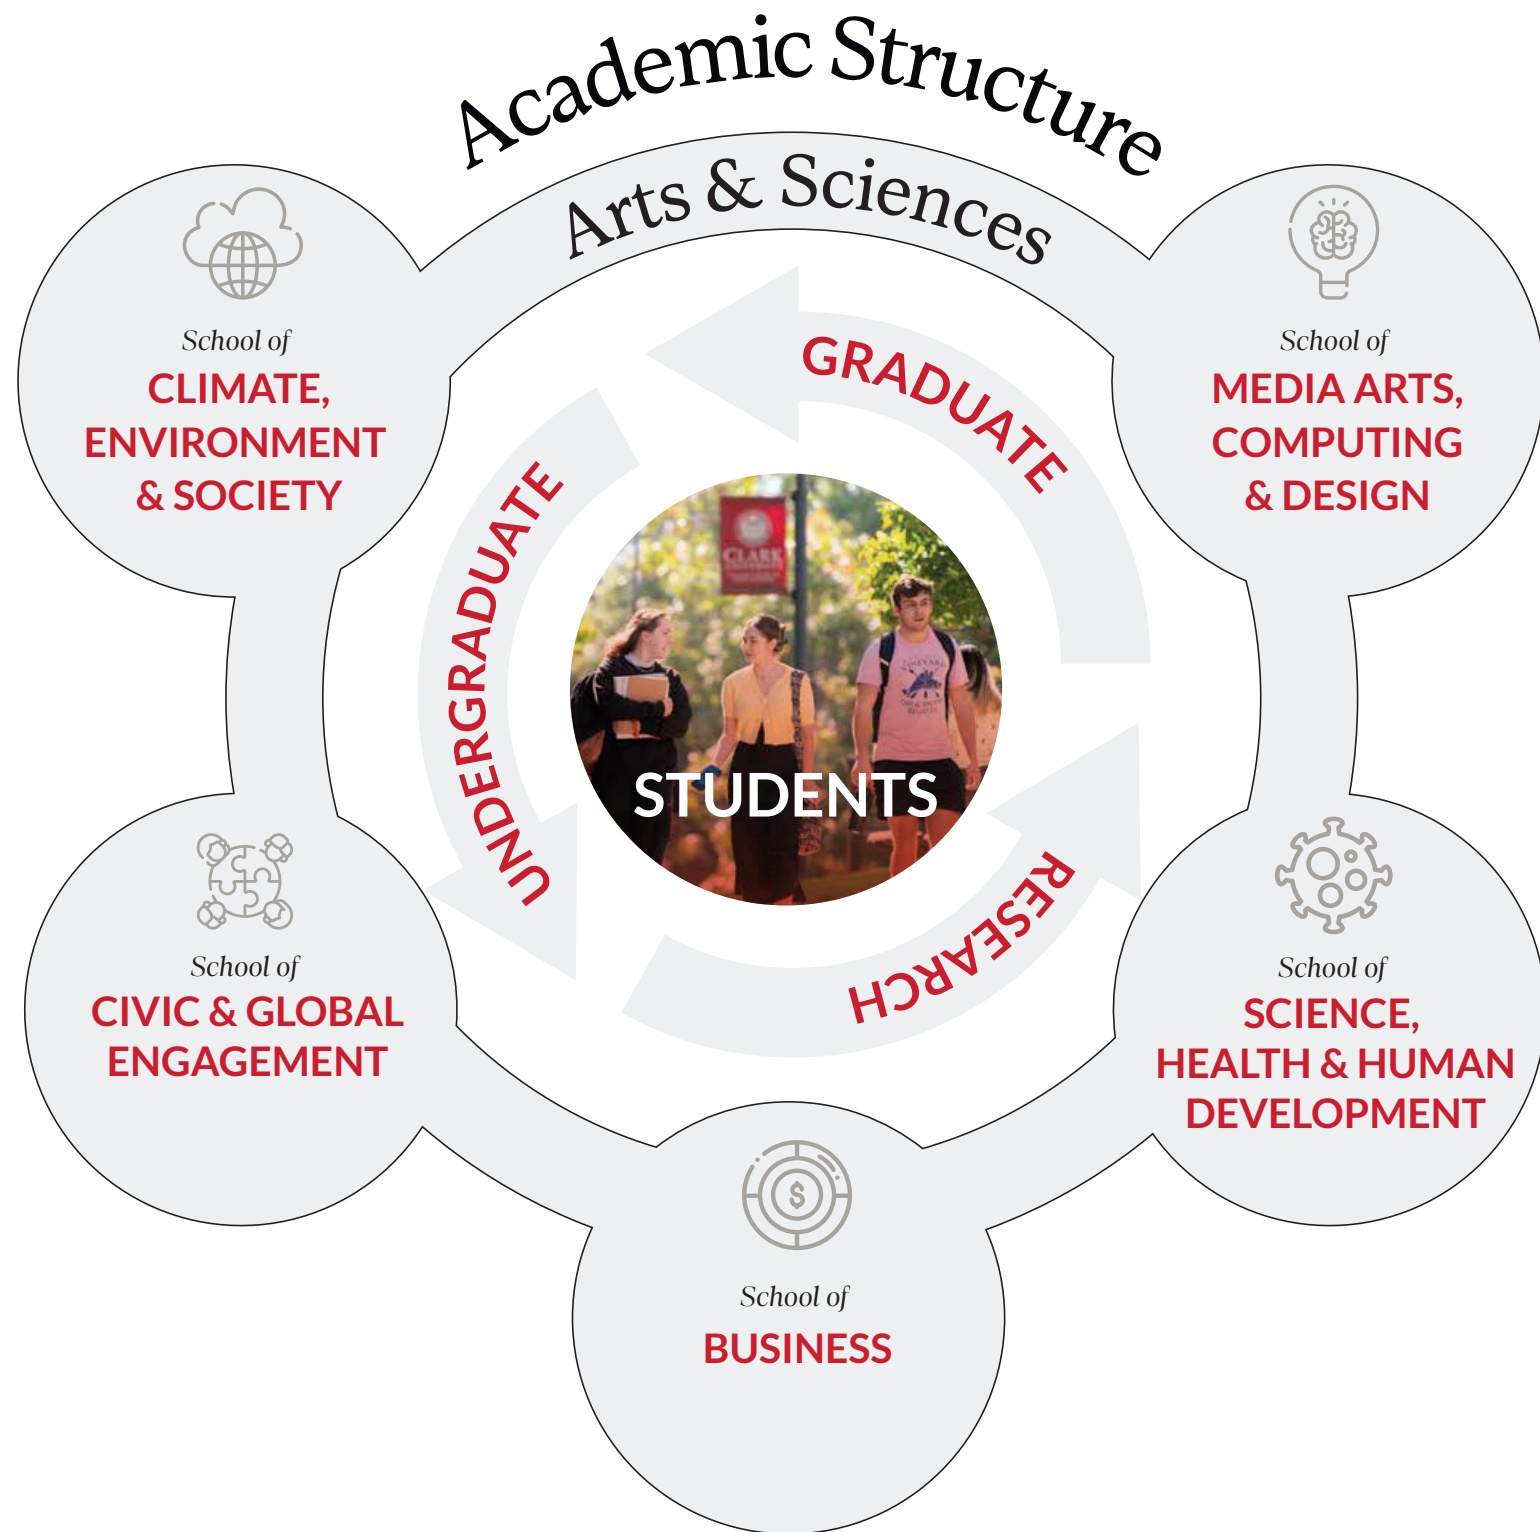 Academic Structure
Arts & Sciences
School of
CLIMATE,
ENVIRONMENT
& SOCIETY
School of
MEDIA ARTS,
COMPUTING
& DESIGN
GRADUATE
UNDERGRADUATE
RESEARCH
CLARK
STUDENTS
School of
CIVIC & GLOBAL
ENGAGEMENT
School of
SCIENCE,
HEALTH & HUMAN
DEVELOPMENT
$
School of
BUSINESS